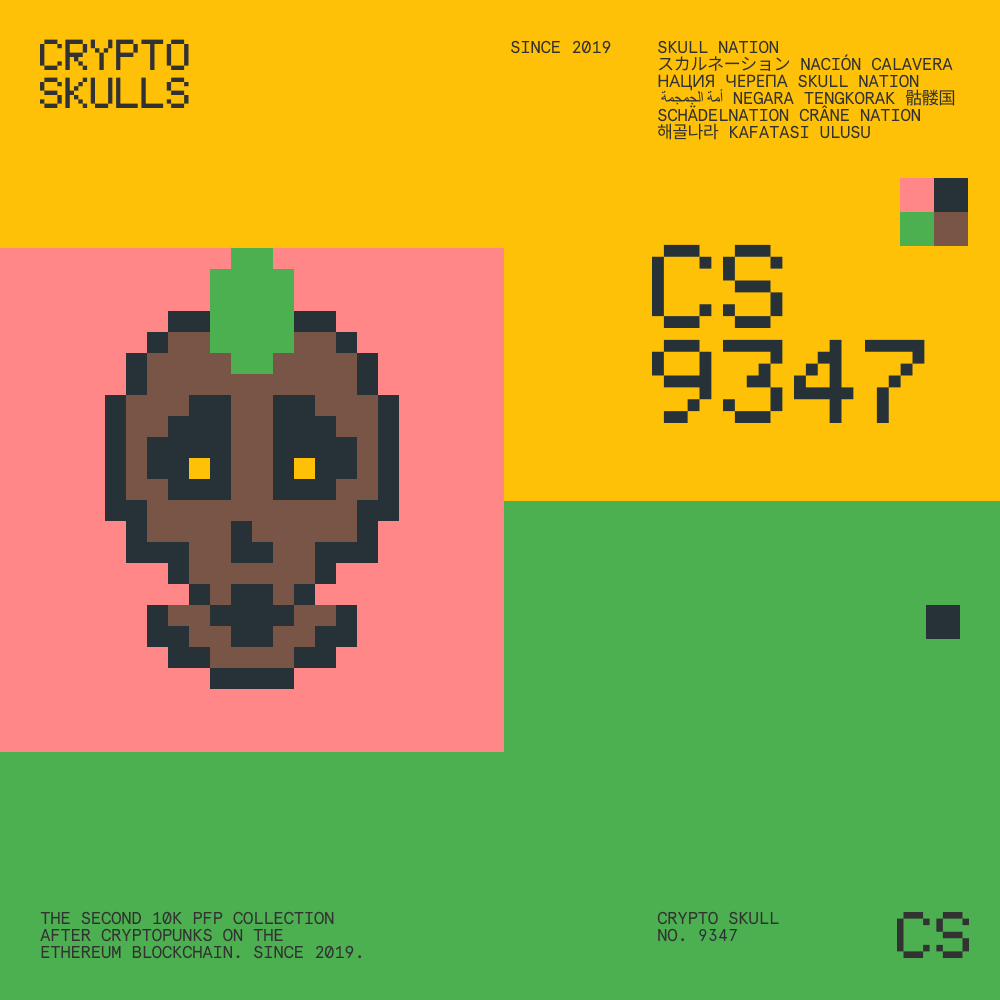 CRYPTO
SKULLS
SINCE 2019
SKULL NATION
スカルネーション NACIÓN CALAVERA
НАЦИЯ ЧЕРЕПА SKULL NATION
أمة الجمجمة NEGARA TENGKORAK 骷髅国
SCHÄDELNATION CRÂNE NATION
해골나라 KAFATASI ULUSU
CS
9347
THE SECOND 10K PFP COLLECTION
AFTER CRYPTOPUNKS ON THE
ETHEREUM BLOCKCHAIN. SINCE 2019.
CRYPTO SKULL
NO. 9347
CS